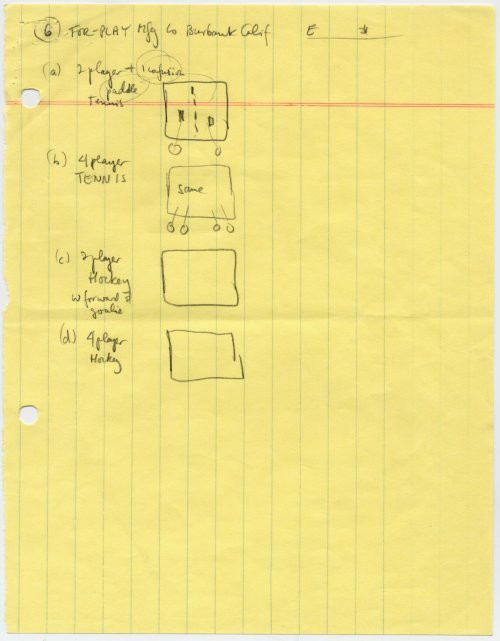 (6) FOR-PLAY Mfg Co Burbank Calif E *
(a) 2 player + 1 confusion
paddle
Tennis
(b) 4 player
TENNIS
same
(c) 2 player
Hockey
w forward &
goalie
(d) 4 player
Hockey